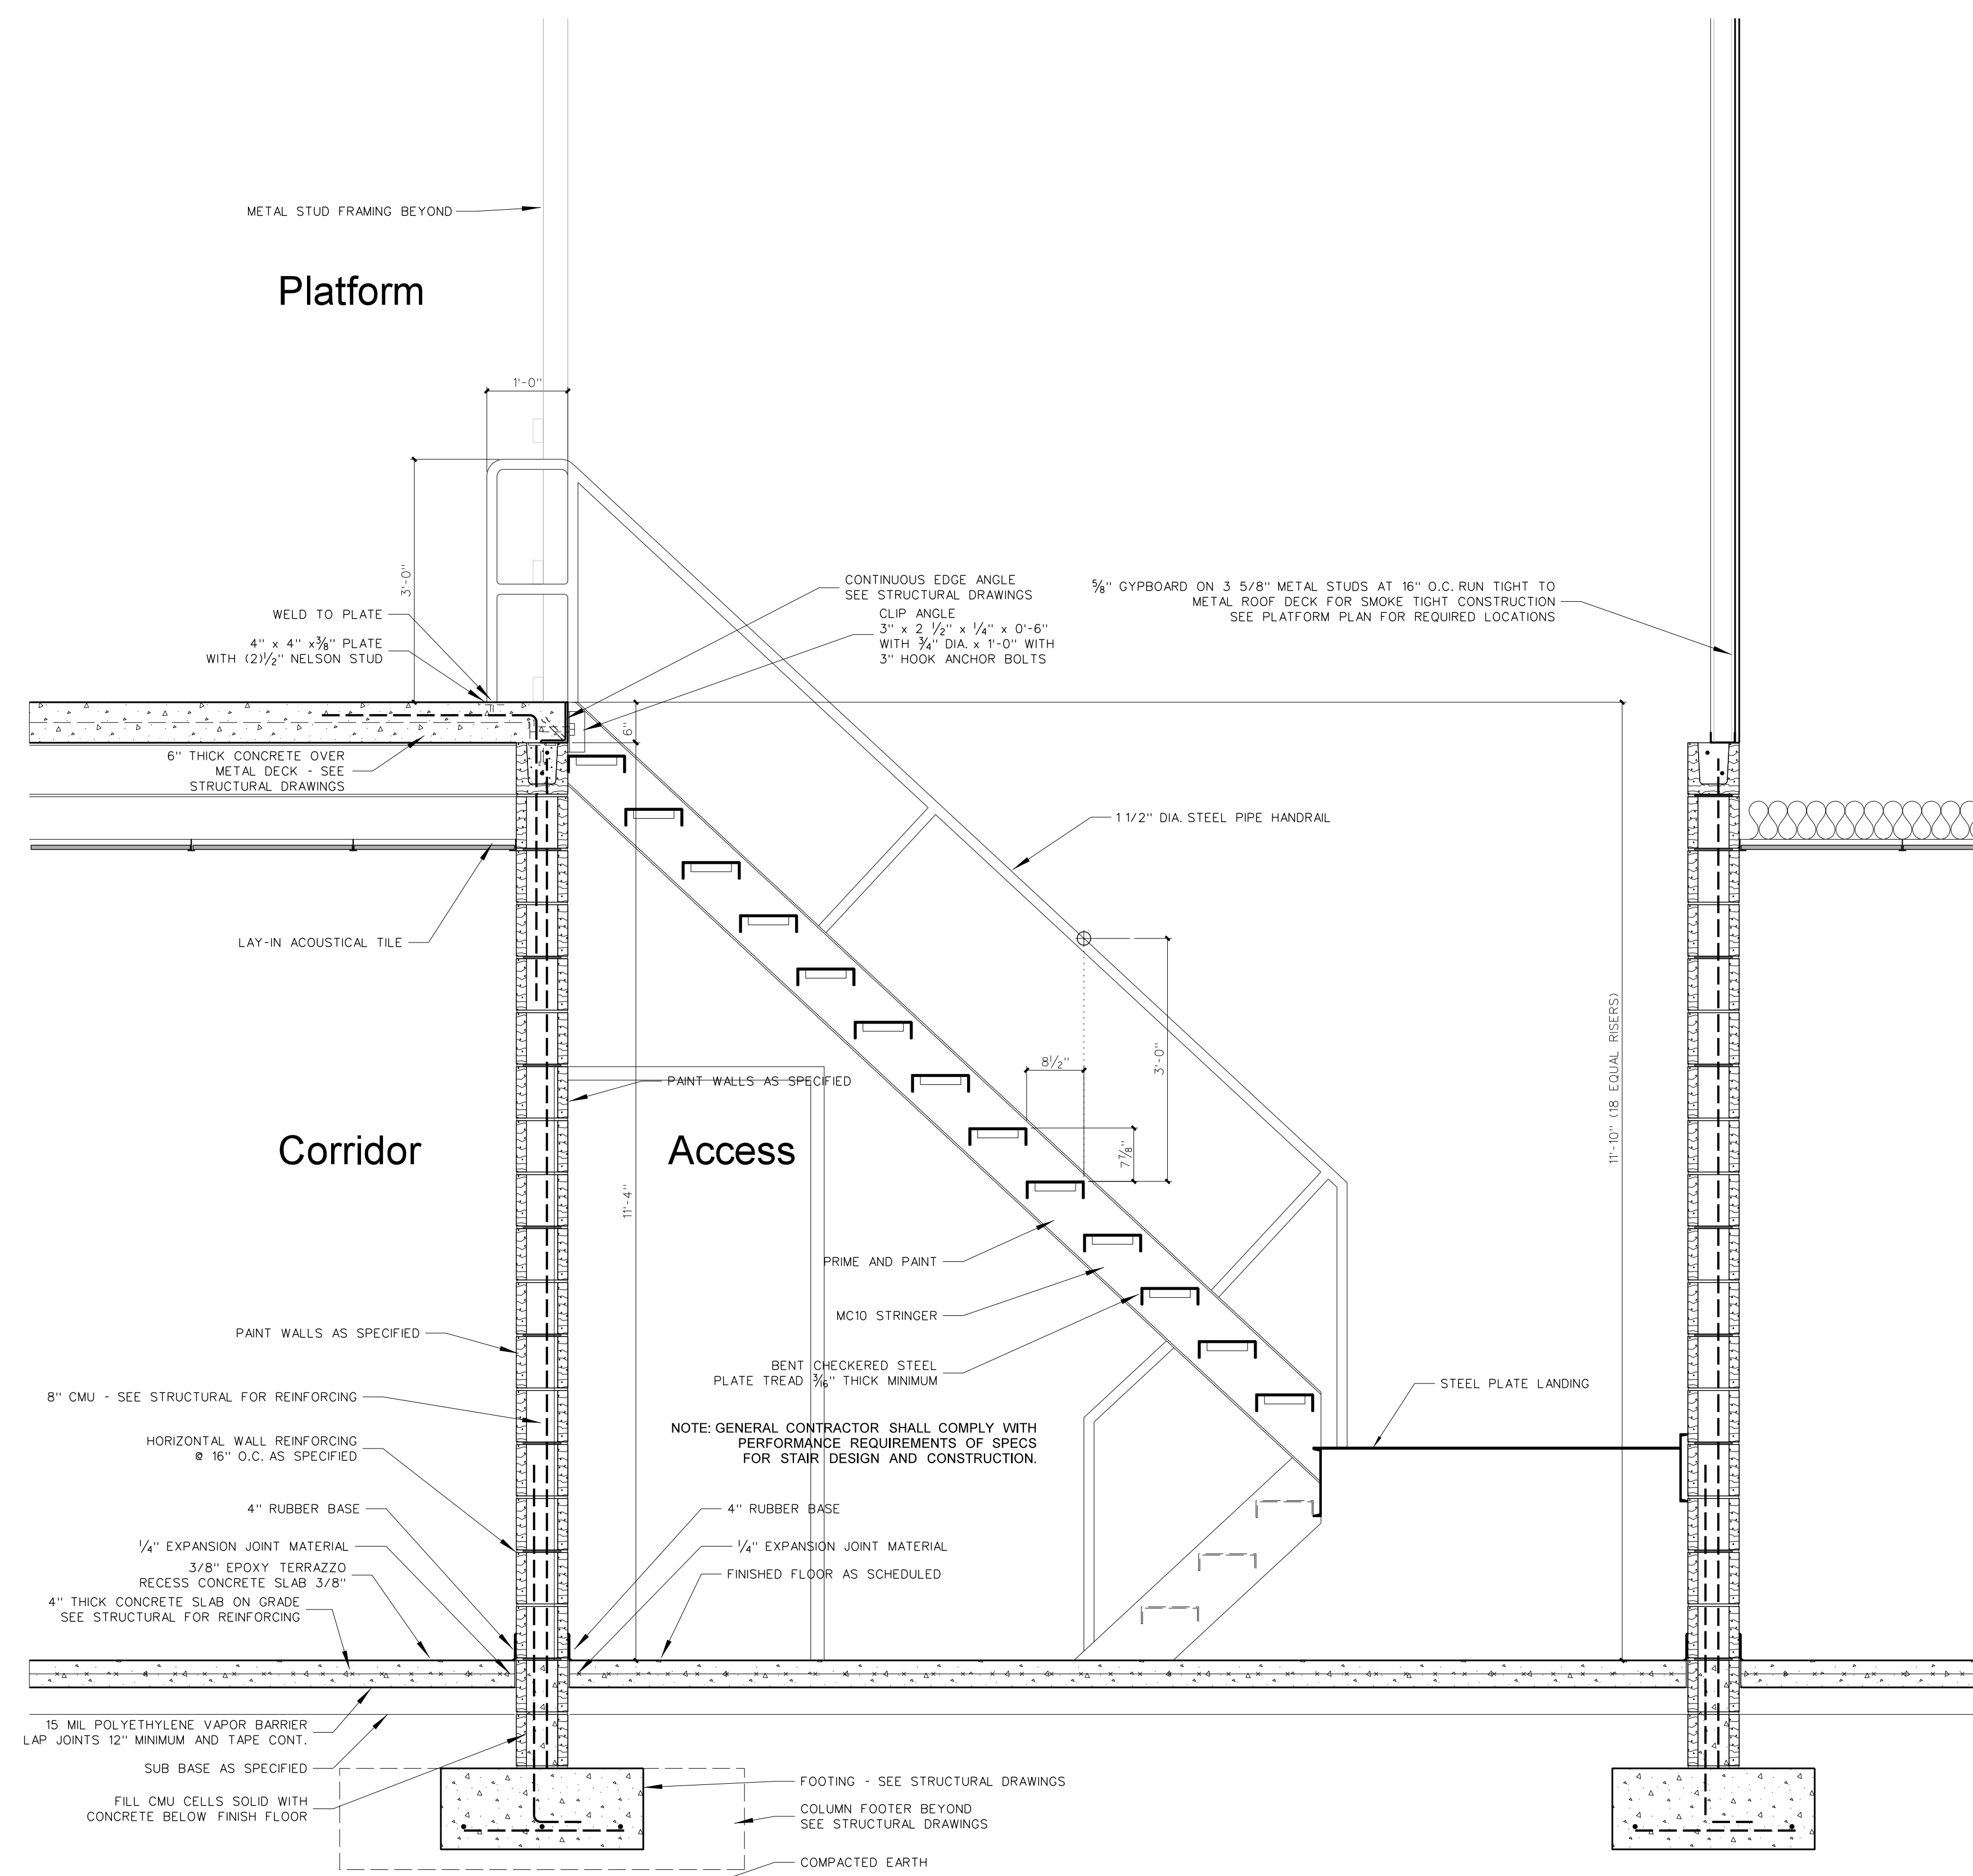 METAL STUD FRAMING BEYOND
Platform
1'-0"
3'-0"
WELD TO PLATE
4" x 4" x 3/8" PLATE
WITH (2) 1/2" NELSON STUD
CONTINUOUS EDGE ANGLE
SEE STRUCTURAL DRAWINGS
CLIP ANGLE
3" x 2 1/2" x 1/4" x 0'-6"
WITH 3/4" DIA. x 1'-0" WITH
3" HOOK ANCHOR BOLTS
5/8" GYPBOARD ON 3 5/8" METAL STUDS AT 16" O.C. RUN TIGHT TO
METAL ROOF DECK FOR SMOKE TIGHT CONSTRUCTION
SEE PLATFORM PLAN FOR REQUIRED LOCATIONS
6"
6" THICK CONCRETE OVER
METAL DECK - SEE
STRUCTURAL DRAWINGS
1 1/2" DIA. STEEL PIPE HANDRAIL
LAY-IN ACOUSTICAL TILE
8 1/2"
3'-0"
7 7/8"
11'-10" (18 EQUAL RISERS)
PAINT WALLS AS SPECIFIED
Corridor
Access
11'-4"
PRIME AND PAINT
MC10 STRINGER
BENT CHECKERED STEEL
PLATE TREAD 3/16" THICK MINIMUM
STEEL PLATE LANDING
NOTE: GENERAL CONTRACTOR SHALL COMPLY WITH
PERFORMANCE REQUIREMENTS OF SPECS
FOR STAIR DESIGN AND CONSTRUCTION.
PAINT WALLS AS SPECIFIED
8" CMU - SEE STRUCTURAL FOR REINFORCING
HORIZONTAL WALL REINFORCING
@ 16" O.C. AS SPECIFIED
4" RUBBER BASE
1/4" EXPANSION JOINT MATERIAL
3/8" EPOXY TERRAZZO
RECESS CONCRETE SLAB 3/8"
4" THICK CONCRETE SLAB ON GRADE
SEE STRUCTURAL FOR REINFORCING
4" RUBBER BASE
1/4" EXPANSION JOINT MATERIAL
FINISHED FLOOR AS SCHEDULED
15 MIL POLYETHYLENE VAPOR BARRIER
LAP JOINTS 12" MINIMUM AND TAPE CONT.
SUB BASE AS SPECIFIED
FILL CMU CELLS SOLID WITH
CONCRETE BELOW FINISH FLOOR
FOOTING - SEE STRUCTURAL DRAWINGS
COLUMN FOOTER BEYOND
SEE STRUCTURAL DRAWINGS
COMPACTED EARTH